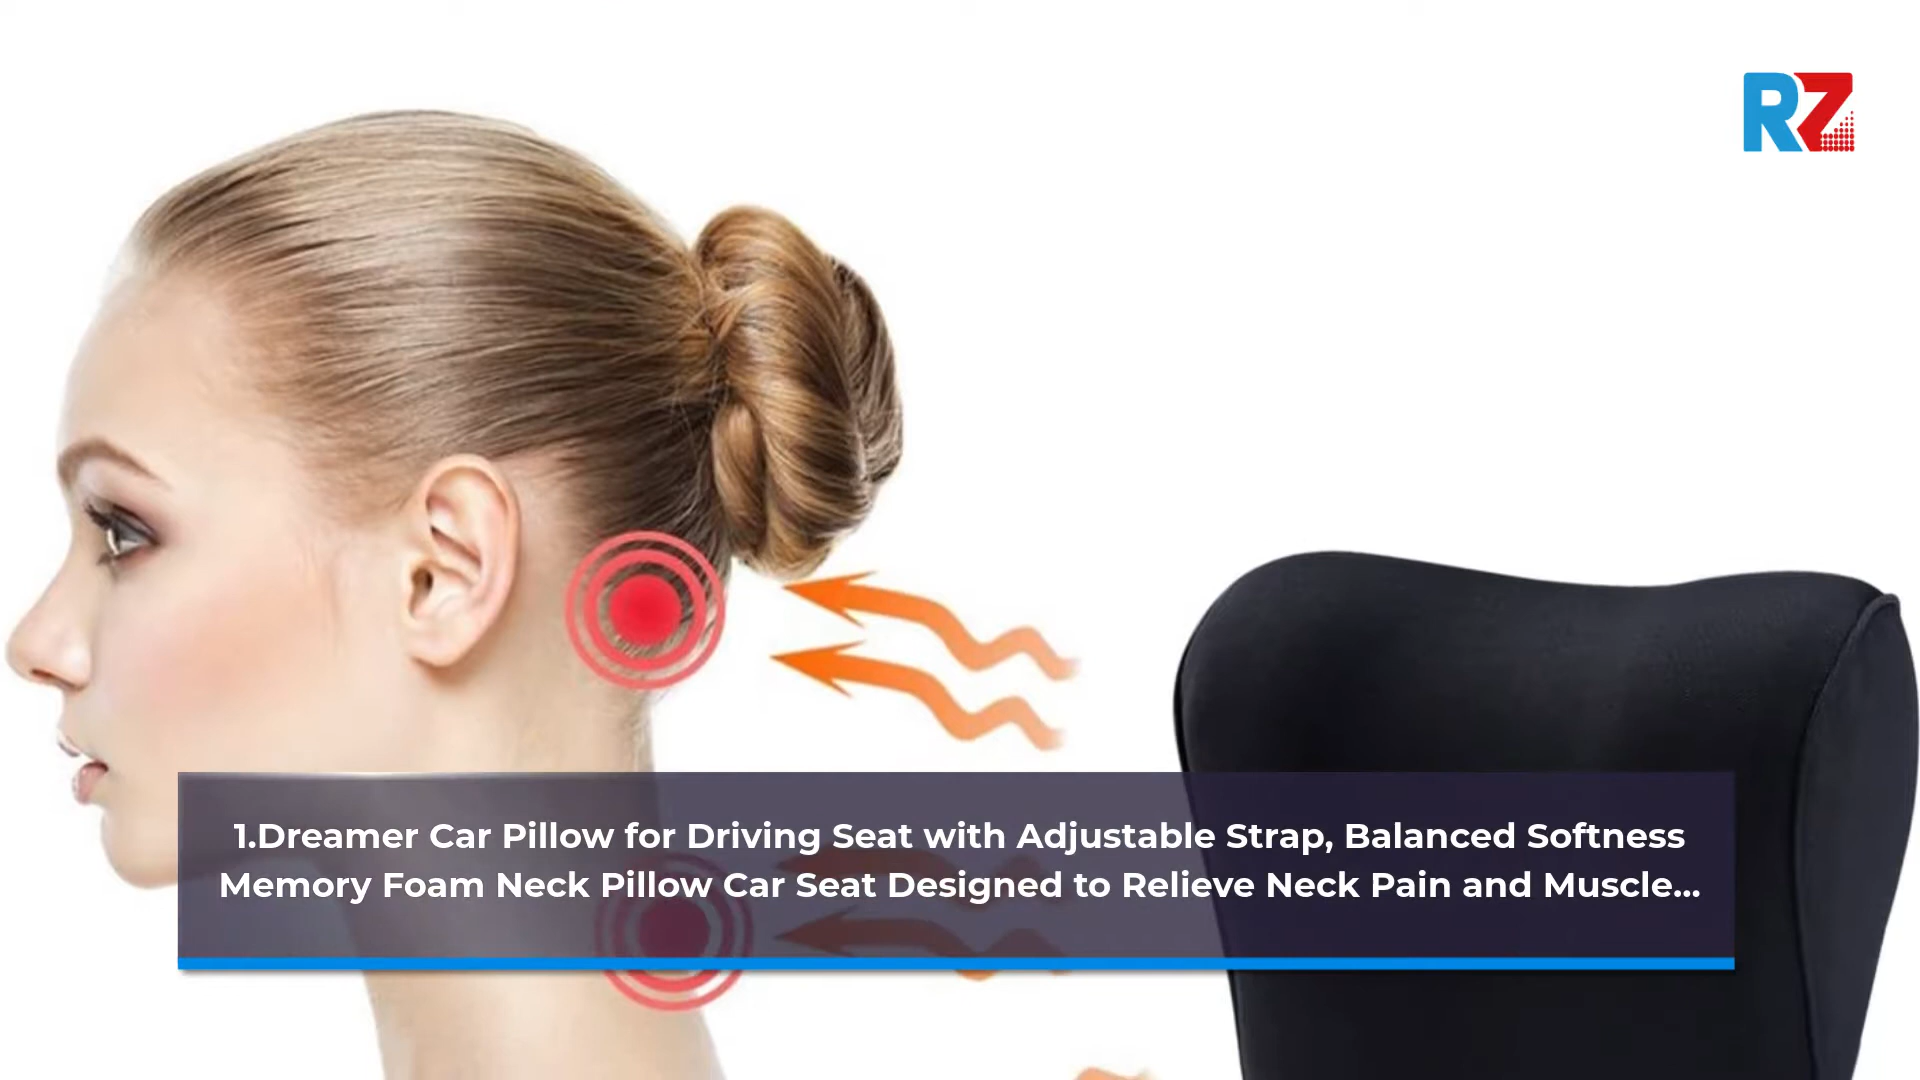 RZ
1.Dreamer Car Pillow for Driving Seat with Adjustable Strap, Balanced Softness
Memory Foam Neck Pillow Car Seat Designed to Relieve Neck Pain and Muscle...